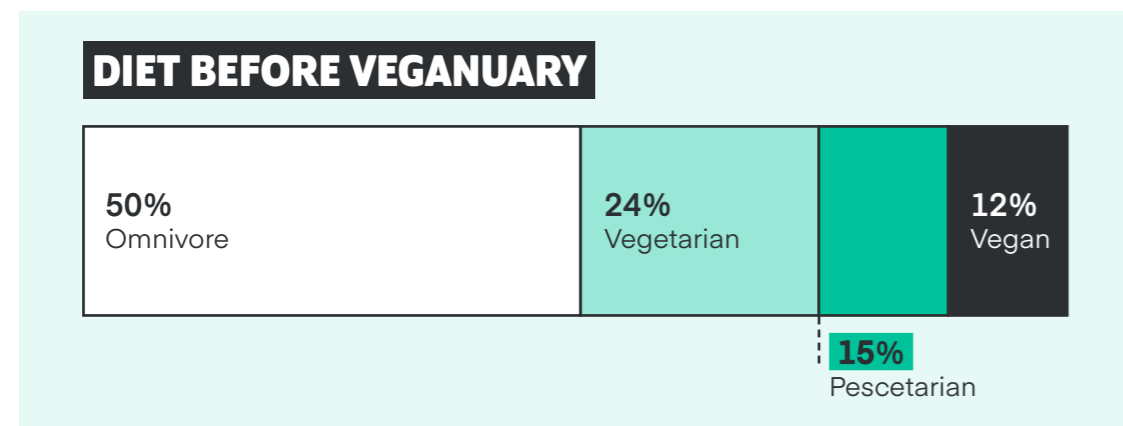 DIET BEFORE VEGANUARY
50%
Omnivore
24%
Vegetarian
12%
Vegan
15%
Pescetarian